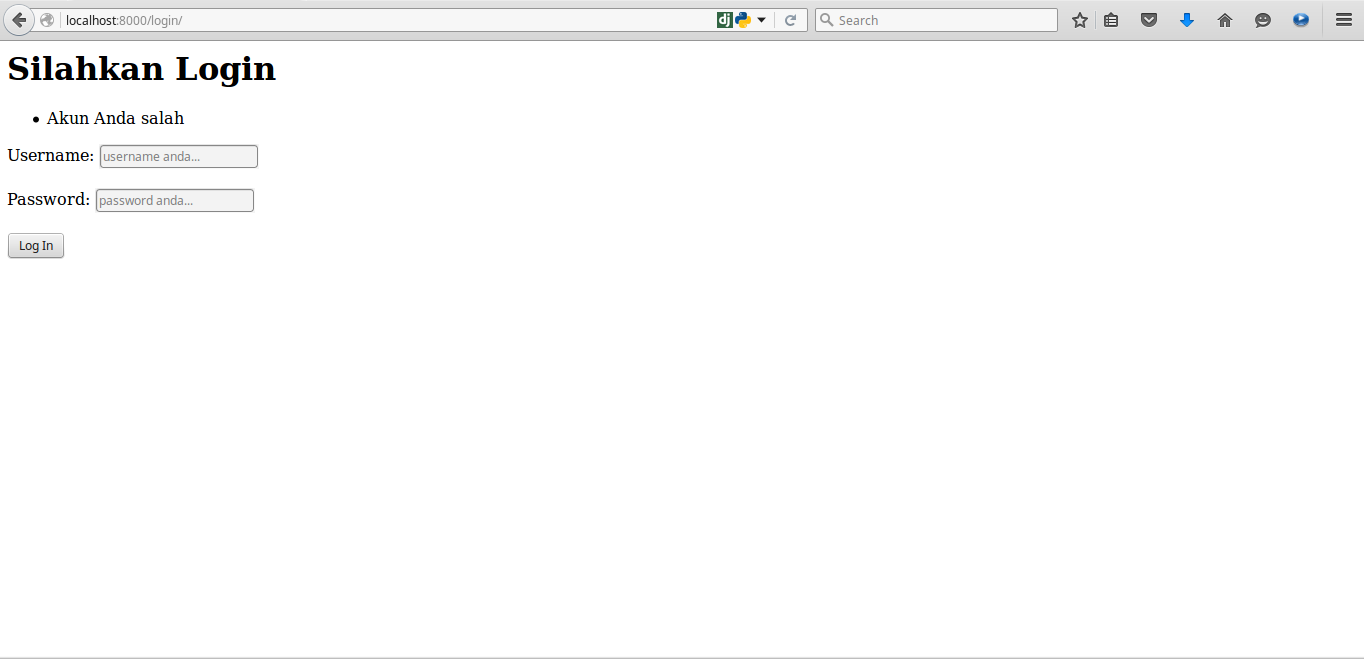 localhost:8000/login/
dj
Search
Silahkan Login
Akun Anda salah
Username: username anda...
Password: password anda...
Log In